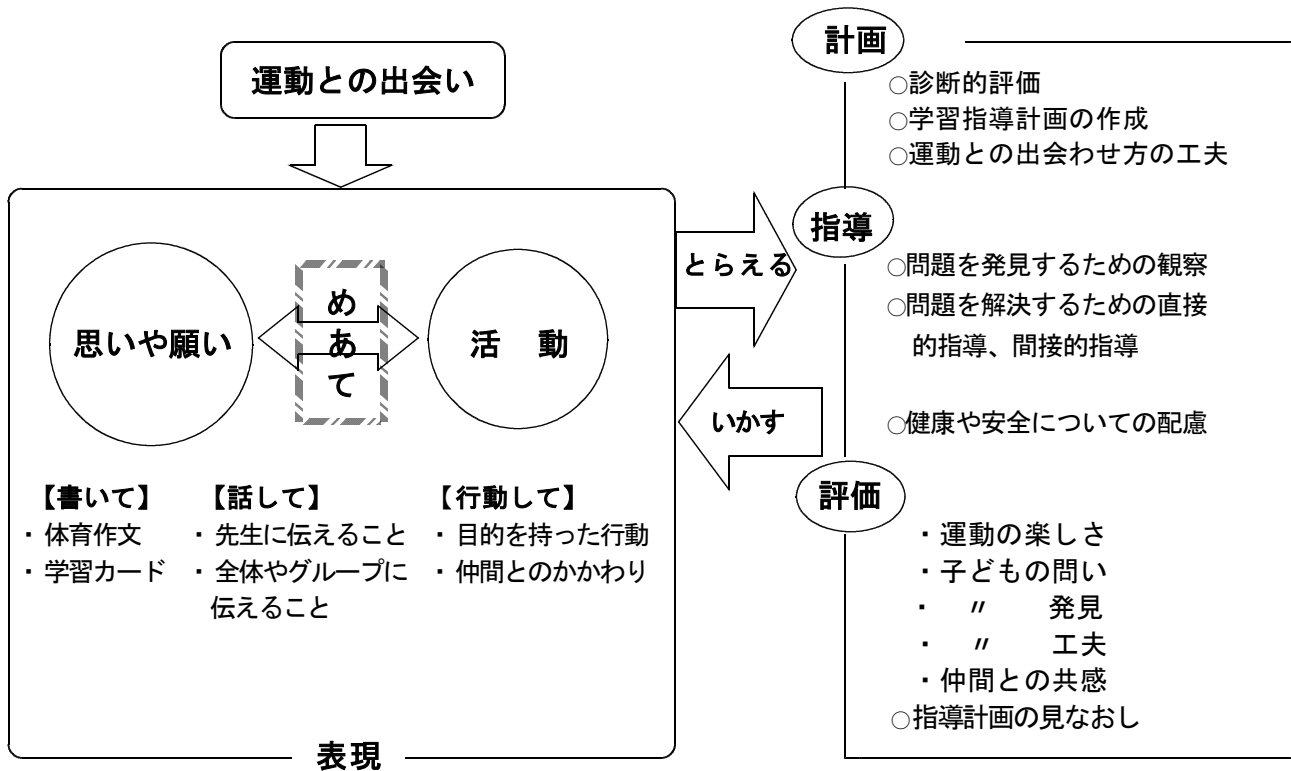 運動との出会い
思いや願い
めあて
活　動
【書いて】
・ 体育作文
・ 学習カード
【話して】
・ 先生に伝えること
・ 全体やグループに
伝えること
【行動して】
・ 目的を持った行動
・ 仲間とのかかわり
表現
とらえる
いかす
計画
○診断的評価
○学習指導計画の作成
○運動との出会わせ方の工夫
指導
○問題を発見するための観察
○問題を解決するための直接
的指導、間接的指導
○健康や安全についての配慮
評価
・運動の楽しさ
・子どもの問い
・　〃　　発見
・　〃　　工夫
・仲間との共感
○指導計画の見なおし